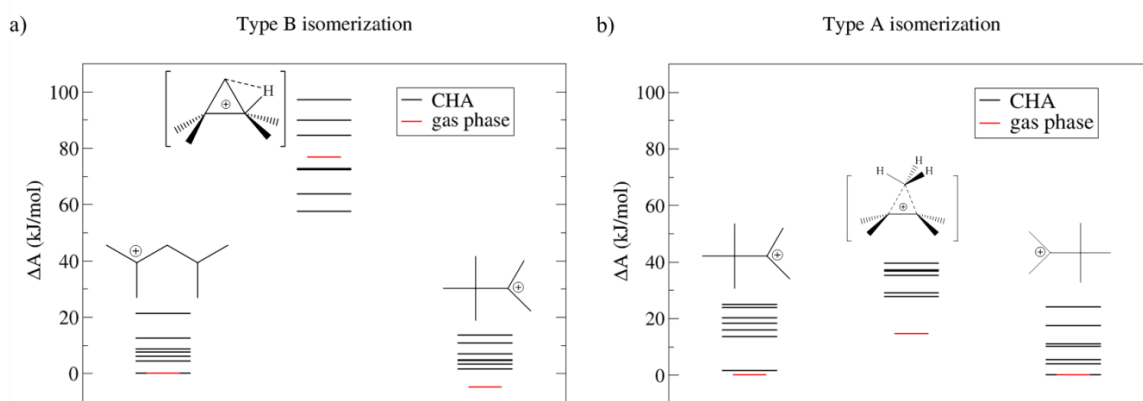 a)
Type B isomerization
ΔA (kJ/mol)
100
80
60
40
20
0
H
⊕
CHA
gas phase
⊕
⊕
b)
Type A isomerization
ΔA (kJ/mol)
100
80
60
40
20
0
CHA
gas phase
H
H
H
⊕
⊕
⊕